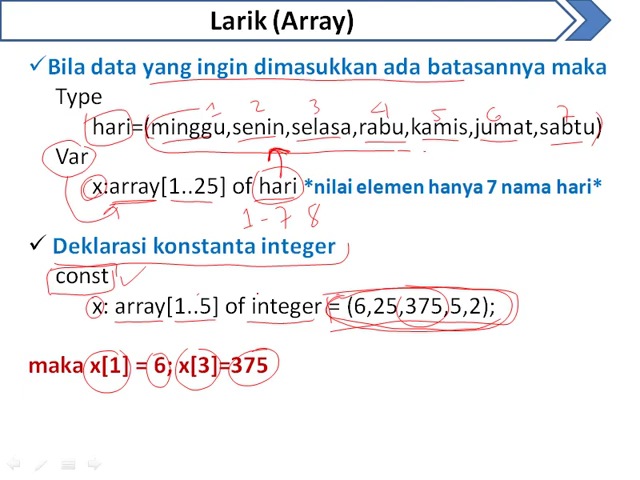 Larik (Array)
✓Bila data yang ingin dimasukkan ada batasannya maka
Type
1 2 3 4 5 6 7
hari=(minggu,senin,selasa,rabu,kamis,jumat,sabtu)
Var
x:array[1..25] of hari *nilai elemen hanya 7 nama hari*
1-7 8
✓ Deklarasi konstanta integer
const
x: array[1..5] of integer = (6,25,375,5,2);
maka x[1] = 6; x[3]=375